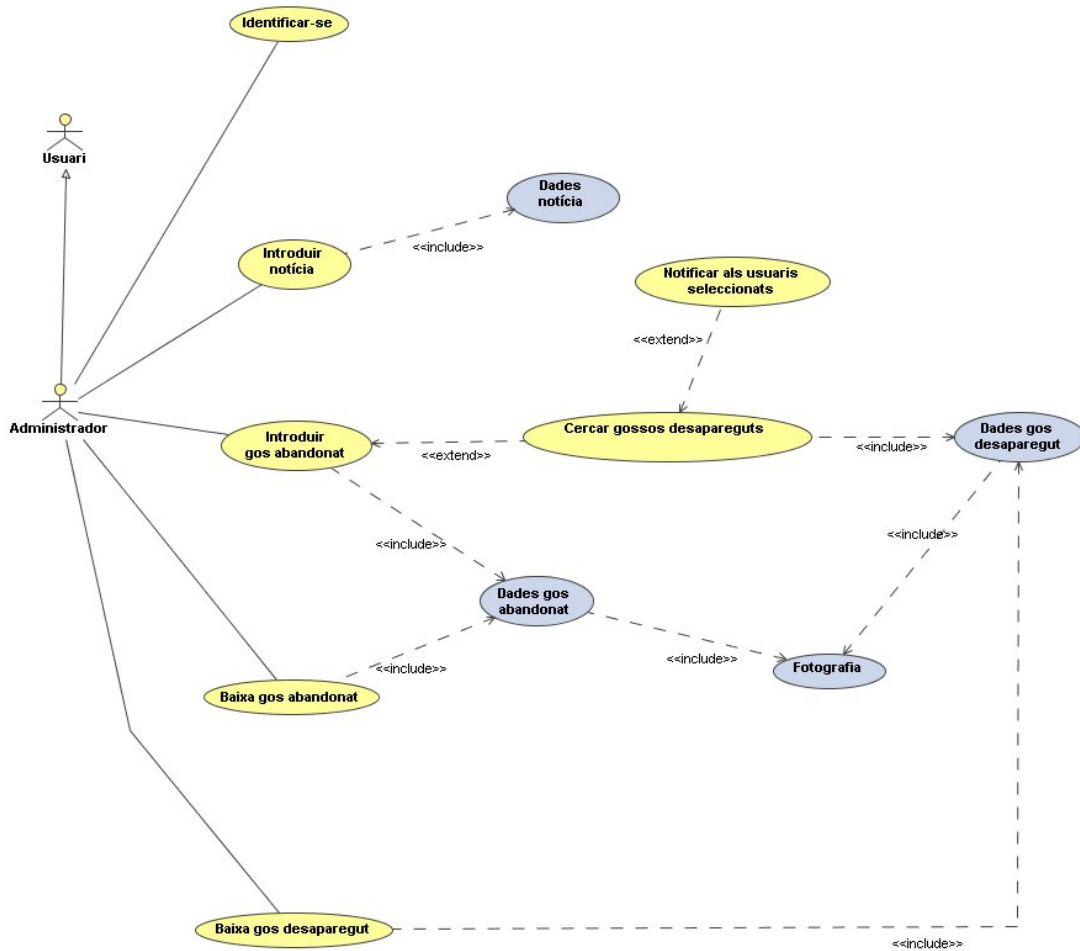 Identificar-se
Usuari
Dades
notícia
<<include>>
Introduir
notícia
Notificar als usuaris
seleccionats
<<extend>>
Administrador
Introduir
gos abandonat
<<extend>>
Cercar gossos desapareguts
<<include>>
Dades gos
desaparegut
<<include>>
<<include>>
Dades gos
abandonat
<<include>>
<<include>>
Fotografia
Baixa gos abandonat
Baixa gos desaparegut
<<include>>